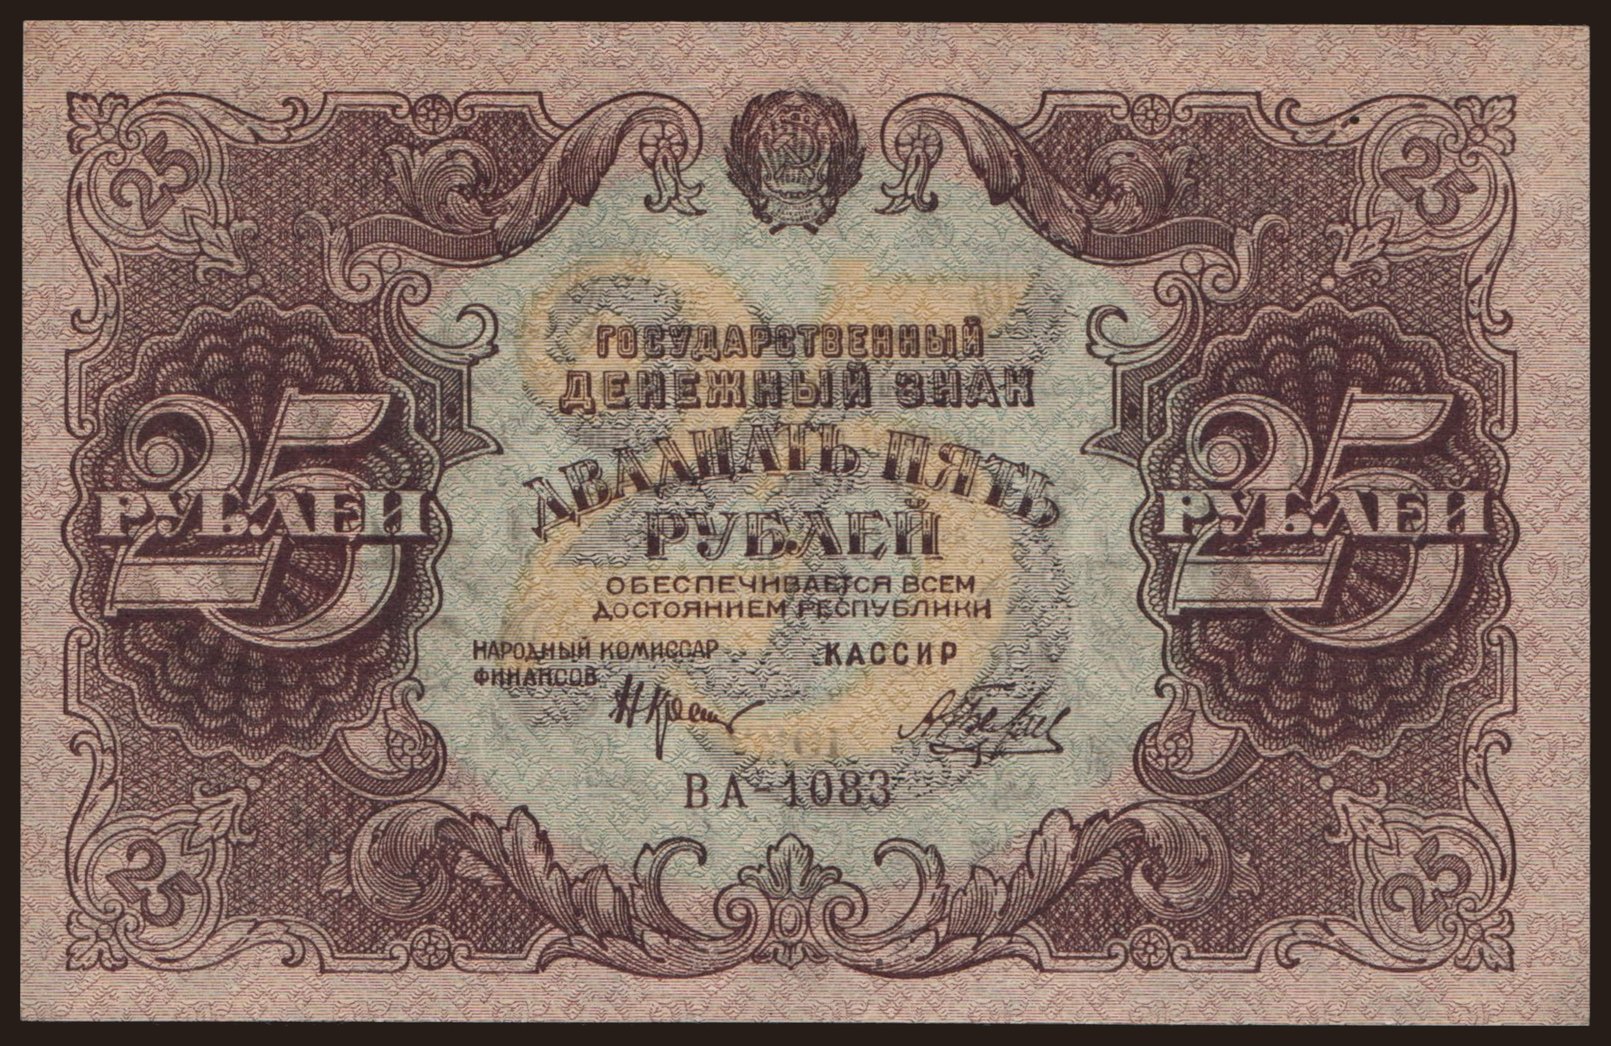 25 25
ГОСУДАРСТВЕННЫЙ
ДЕНЕЖНЫЙ ЗНАК
ДВАДЦАТЬ ПЯТЬ
РУБЛЕЙ
25 РУБЛЕЙ
25 РУБЛЕЙ
ОБЕСПЕЧИВАЕТСЯ ВСЕМ
ДОСТОЯНИЕМ РЕСПУБЛИКИ
НАРОДНЫЙ КОМИССАР КАССИР
ФИНАНСОВ
ВА-1083
25 25